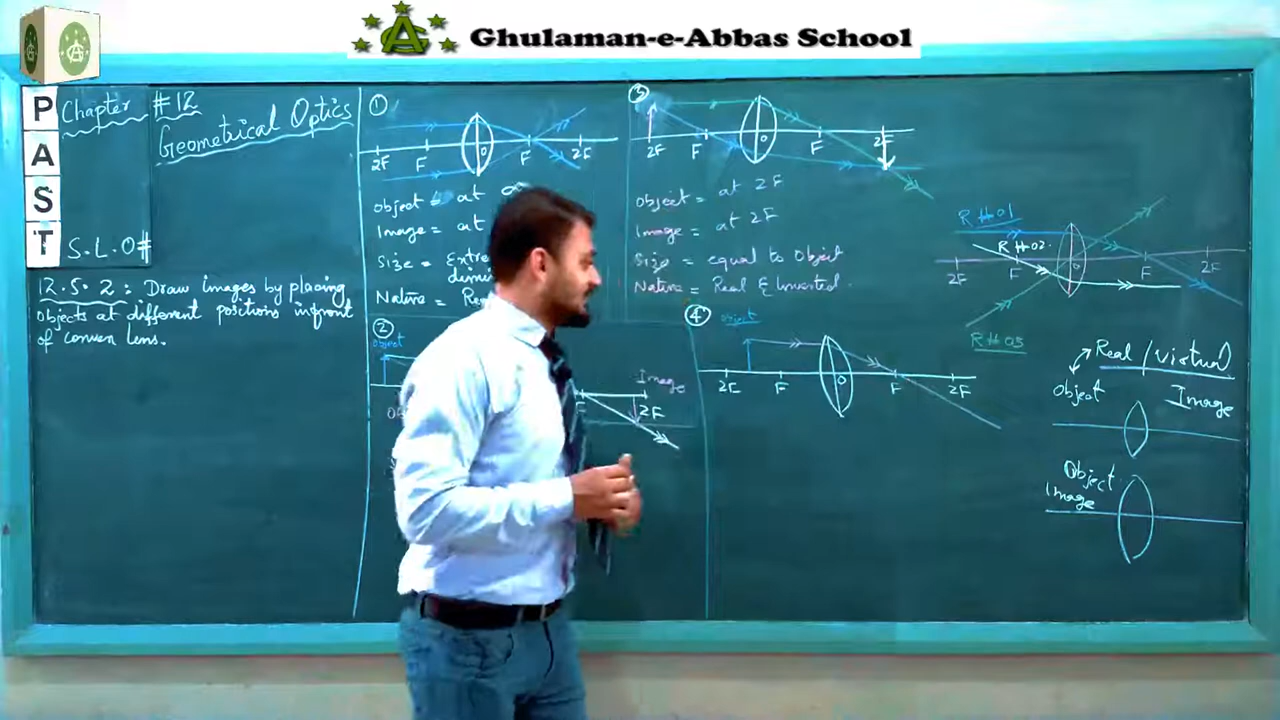 Ghulaman-e-Abbas School
P
A
S
T
Chapter #12
Geometrical Optics
S.L.O#
12.5.2: Draw images by placing
objects at different positions infront
of convex lens.
①
2F F O F 2F
Object = at ∞
Image = at
Size = Extre
dimi
Nature = Re
②
Object
Image
F 2F
③
2F F O F 2F
Object = at 2F
Image = at 2F
Size = equal to Object
Nature = Real & Inverted.
④
Object
2F F O F 2F
R#01
R#02.
2F F O F 2F
R#03
Real / Virtual
Object
Image
Object
Image